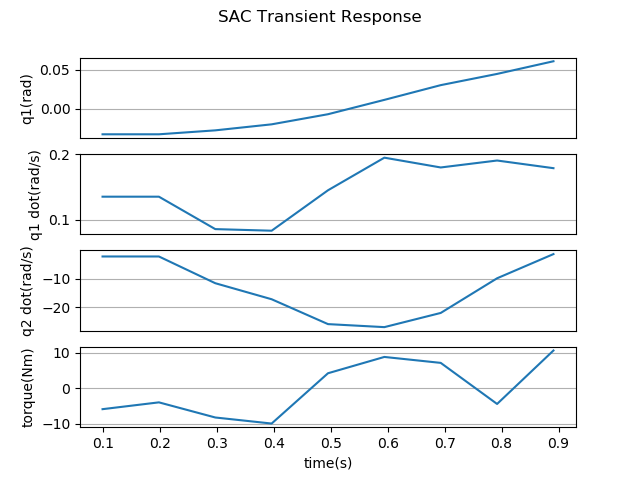 SAC Transient Response
q1(rad)
0.05
0.00
q1 dot(rad/s)
0.2
0.1
q2 dot(rad/s)
−10
−20
torque(Nm)
10
0
−10
0.1 0.2 0.3 0.4 0.5 0.6 0.7 0.8 0.9
time(s)